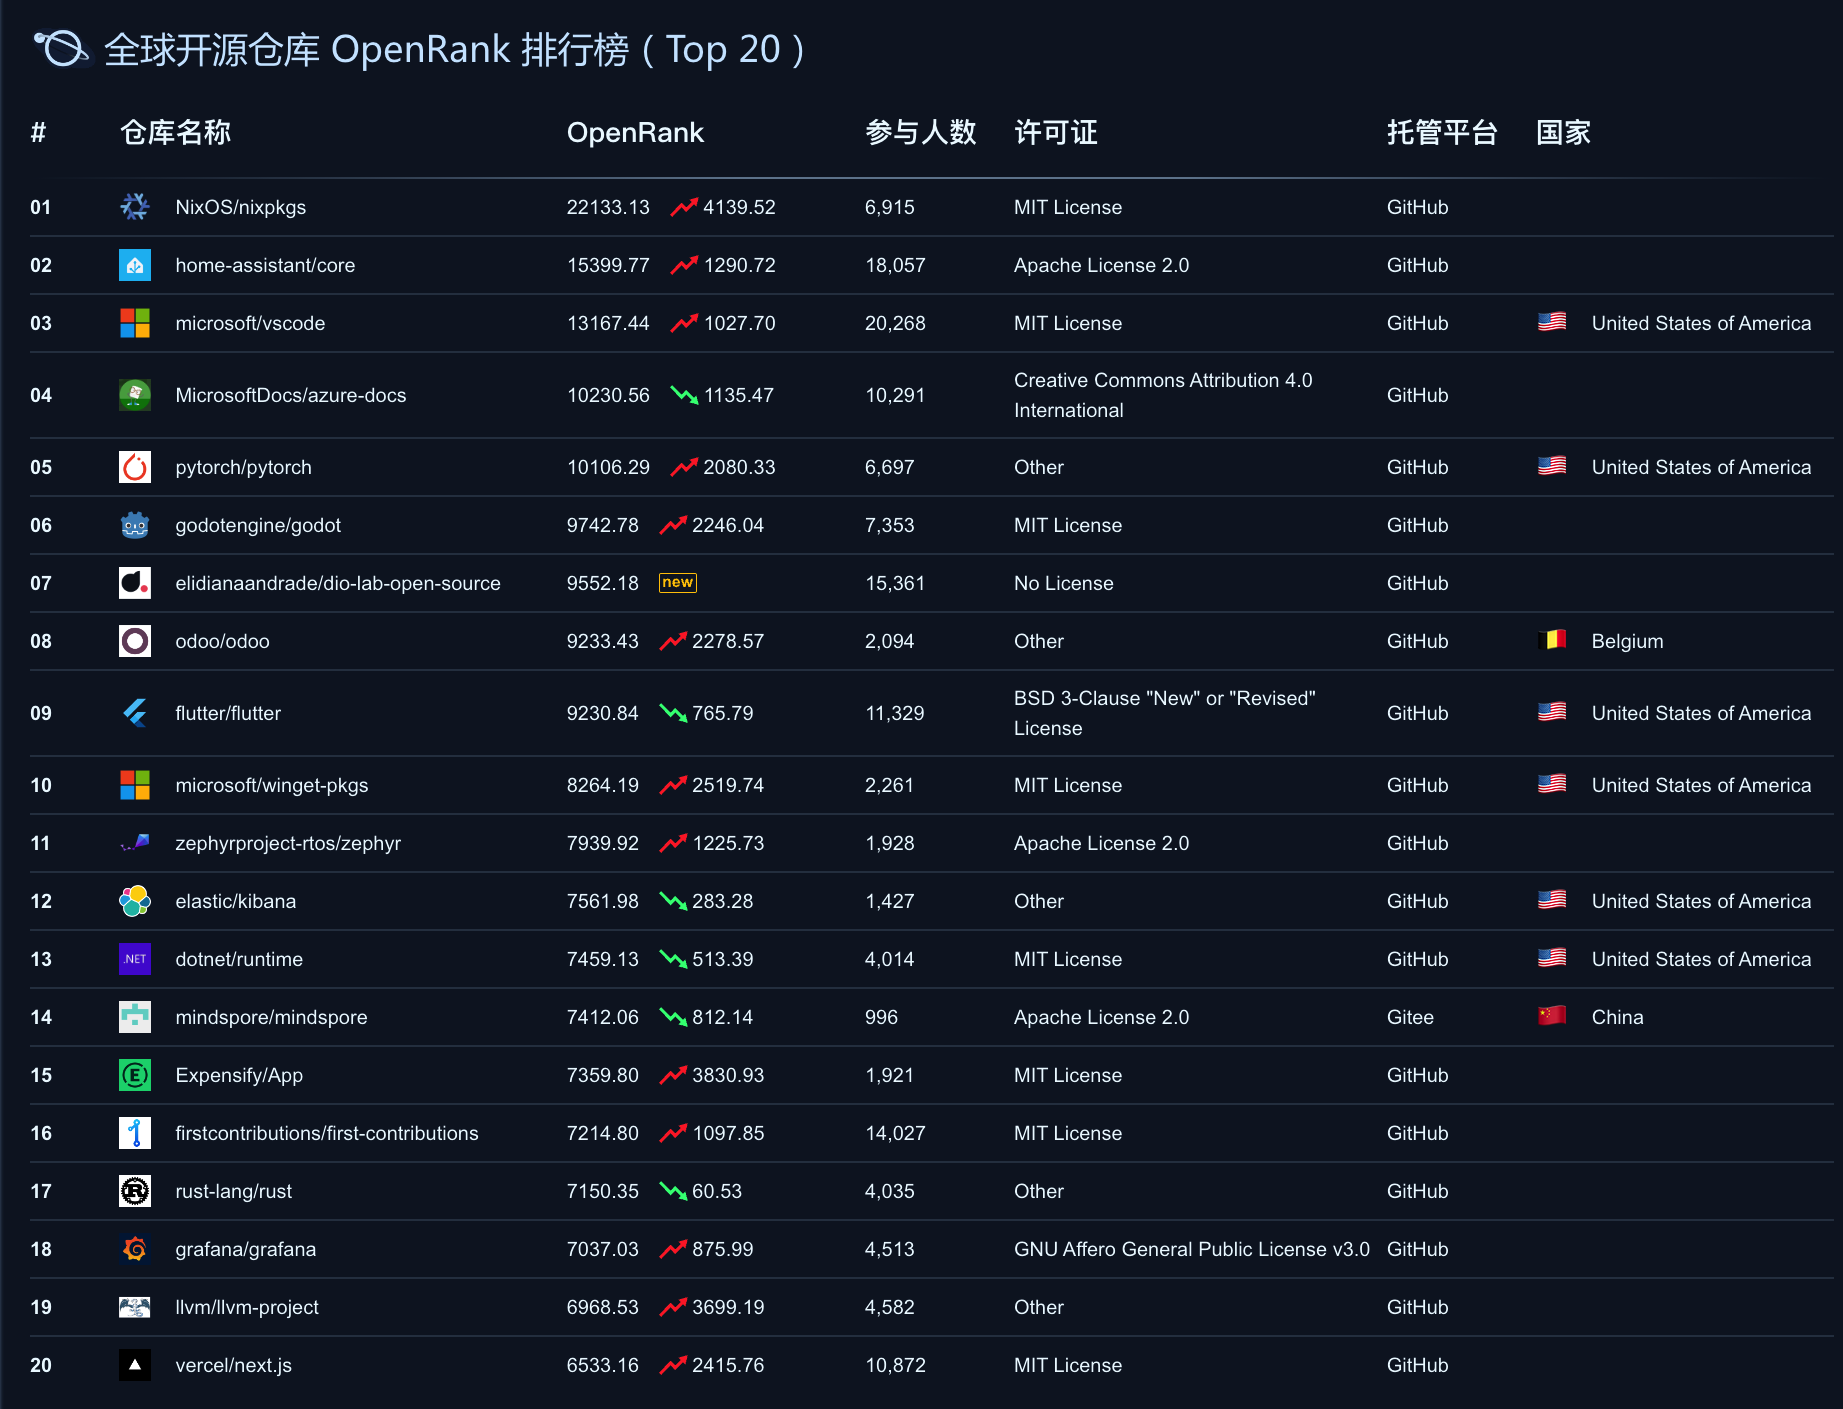 全球开源仓库 OpenRank 排行榜（Top 20）
# 仓库名称 OpenRank 参与人数 许可证 托管平台 国家
01 NixOS/nixpkgs 22133.13 4139.52 6,915 MIT License GitHub
02 home-assistant/core 15399.77 1290.72 18,057 Apache License 2.0 GitHub
03 microsoft/vscode 13167.44 1027.70 20,268 MIT License GitHub United States of America
04 MicrosoftDocs/azure-docs 10230.56 1135.47 10,291 Creative Commons Attribution 4.0 GitHub
International
05 pytorch/pytorch 10106.29 2080.33 6,697 Other GitHub United States of America
06 godotengine/godot 9742.78 2246.04 7,353 MIT License GitHub
07 elidianaandrade/dio-lab-open-source 9552.18 new 15,361 No License GitHub
08 odoo/odoo 9233.43 2278.57 2,094 Other GitHub Belgium
09 flutter/flutter 9230.84 765.79 11,329 BSD 3-Clause "New" or "Revised" GitHub United States of America
License
10 microsoft/winget-pkgs 8264.19 2519.74 2,261 MIT License GitHub United States of America
11 zephyrproject-rtos/zephyr 7939.92 1225.73 1,928 Apache License 2.0 GitHub
12 elastic/kibana 7561.98 283.28 1,427 Other GitHub United States of America
13 .NET dotnet/runtime 7459.13 513.39 4,014 MIT License GitHub United States of America
14 mindspore/mindspore 7412.06 812.14 996 Apache License 2.0 Gitee China
15 Expensify/App 7359.80 3830.93 1,921 MIT License GitHub
16 firstcontributions/first-contributions 7214.80 1097.85 14,027 MIT License GitHub
17 rust-lang/rust 7150.35 60.53 4,035 Other GitHub
18 grafana/grafana 7037.03 875.99 4,513 GNU Affero General Public License v3.0 GitHub
19 llvm/llvm-project 6968.53 3699.19 4,582 Other GitHub
20 vercel/next.js 6533.16 2415.76 10,872 MIT License GitHub